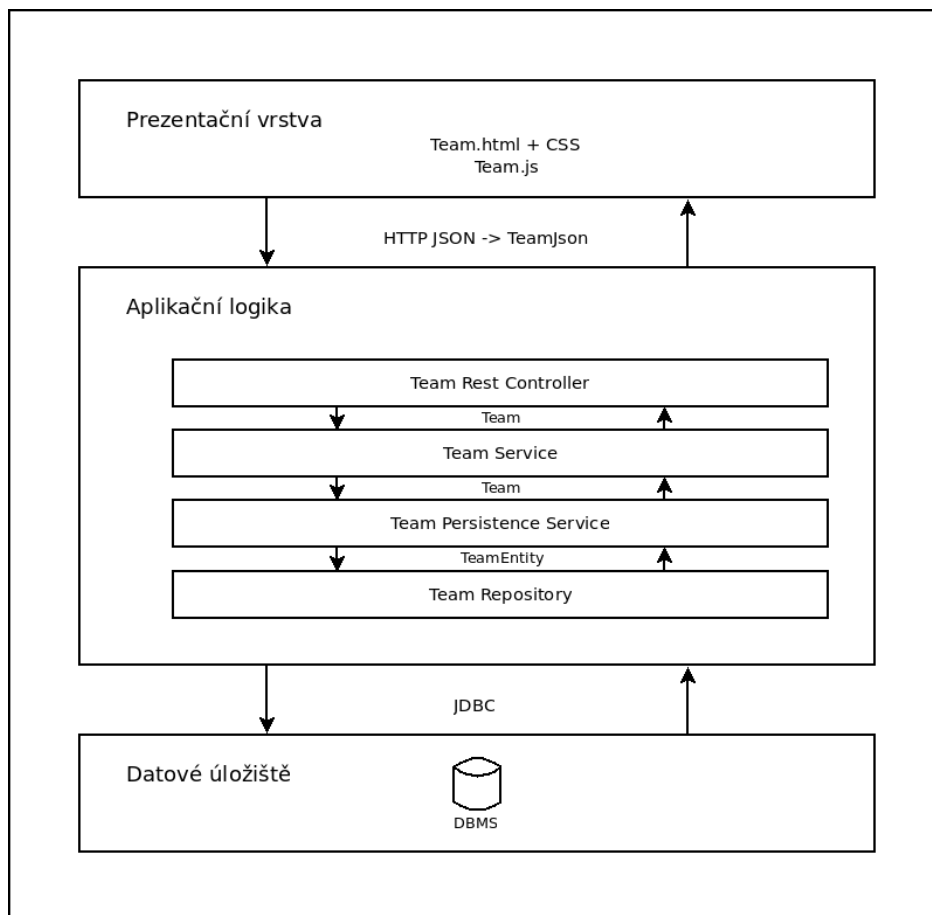 Prezentační vrstva
Team.html + CSS
Team.js
HTTP JSON -> TeamJson
Aplikační logika
Team Rest Controller
Team
Team Service
Team
Team Persistence Service
TeamEntity
Team Repository
JDBC
Datové úložiště
DBMS